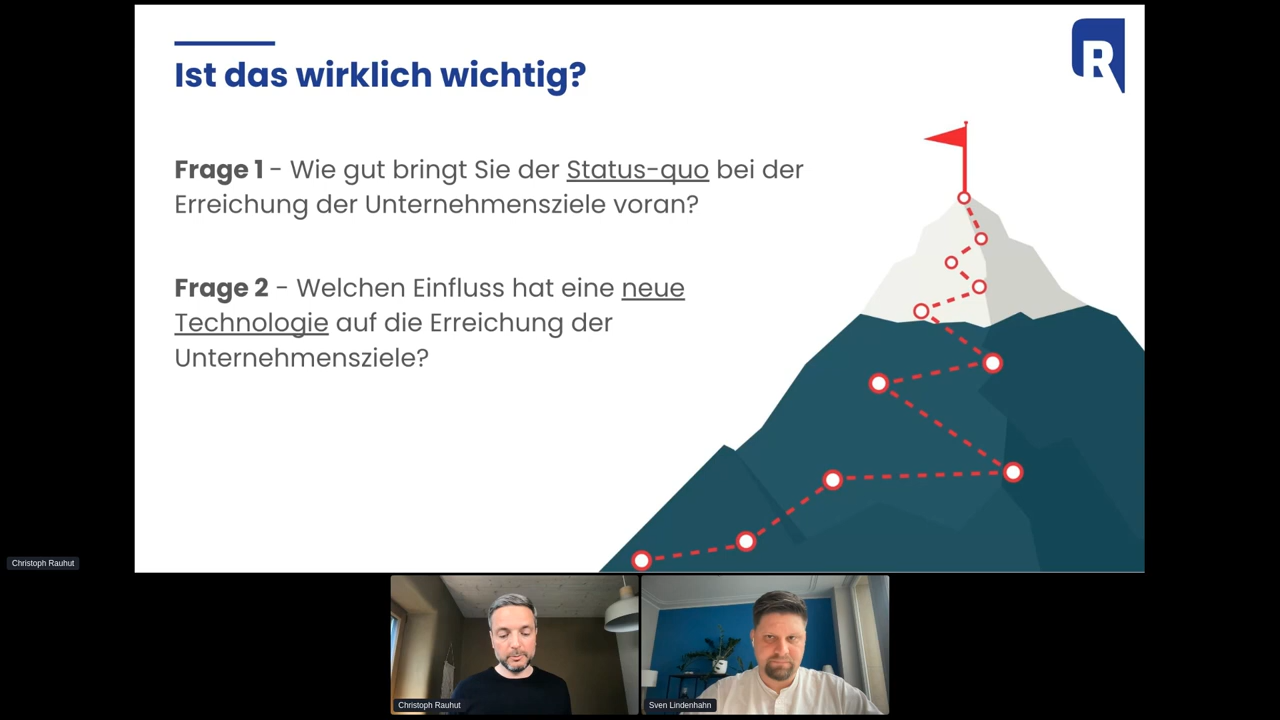 Ist das wirklich wichtig?
R
Frage 1 - Wie gut bringt Sie der Status-quo bei der
Erreichung der Unternehmensziele voran?
Frage 2 - Welchen Einfluss hat eine neue
Technologie auf die Erreichung der
Unternehmensziele?
Christoph Rauhut
Christoph Rauhut
Sven Lindenhahn